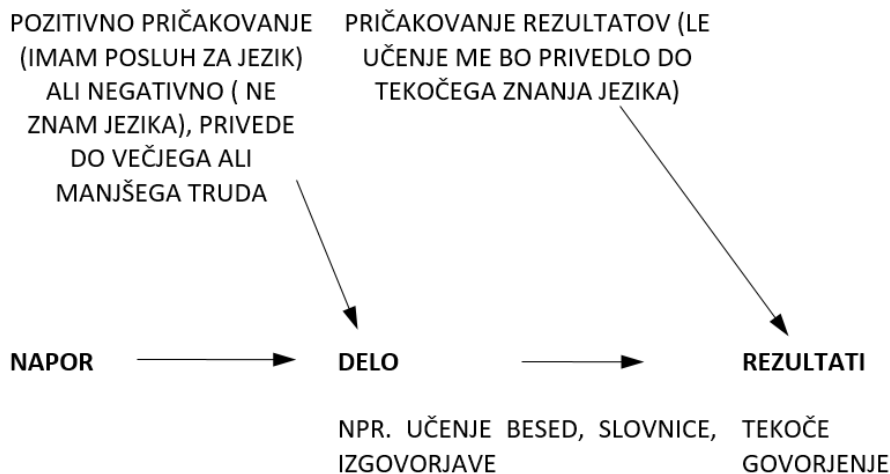 POZITIVNO PRIČAKOVANJE
(IMAM POSLUH ZA JEZIK)
ALI NEGATIVNO ( NE
ZNAM JEZIKA), PRIVEDE
DO VEČJEGA ALI
MANJŠEGA TRUDA
PRIČAKOVANJE REZULTATOV (LE
UČENJE ME BO PRIVEDLO DO
TEKOČEGA ZNANJA JEZIKA)
NAPOR
DELO
REZULTATI
NPR. UČENJE BESED, SLOVNICE,
IZGOVORJAVE
TEKOČE
GOVORJENJE